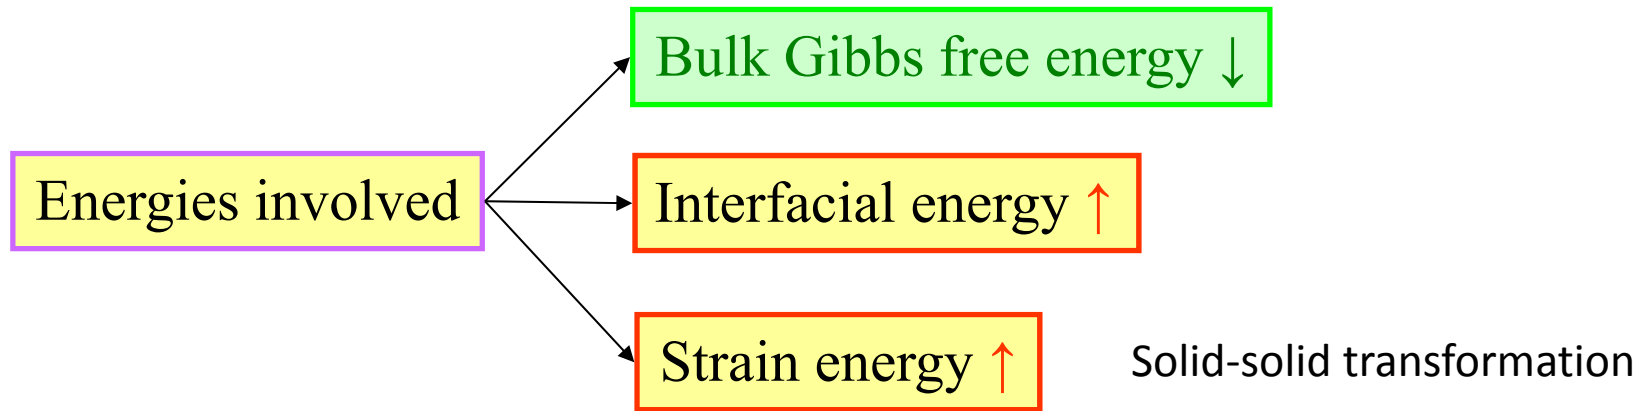 Bulk Gibbs free energy ↓
Energies involved
Interfacial energy ↑
Strain energy ↑
Solid-solid transformation